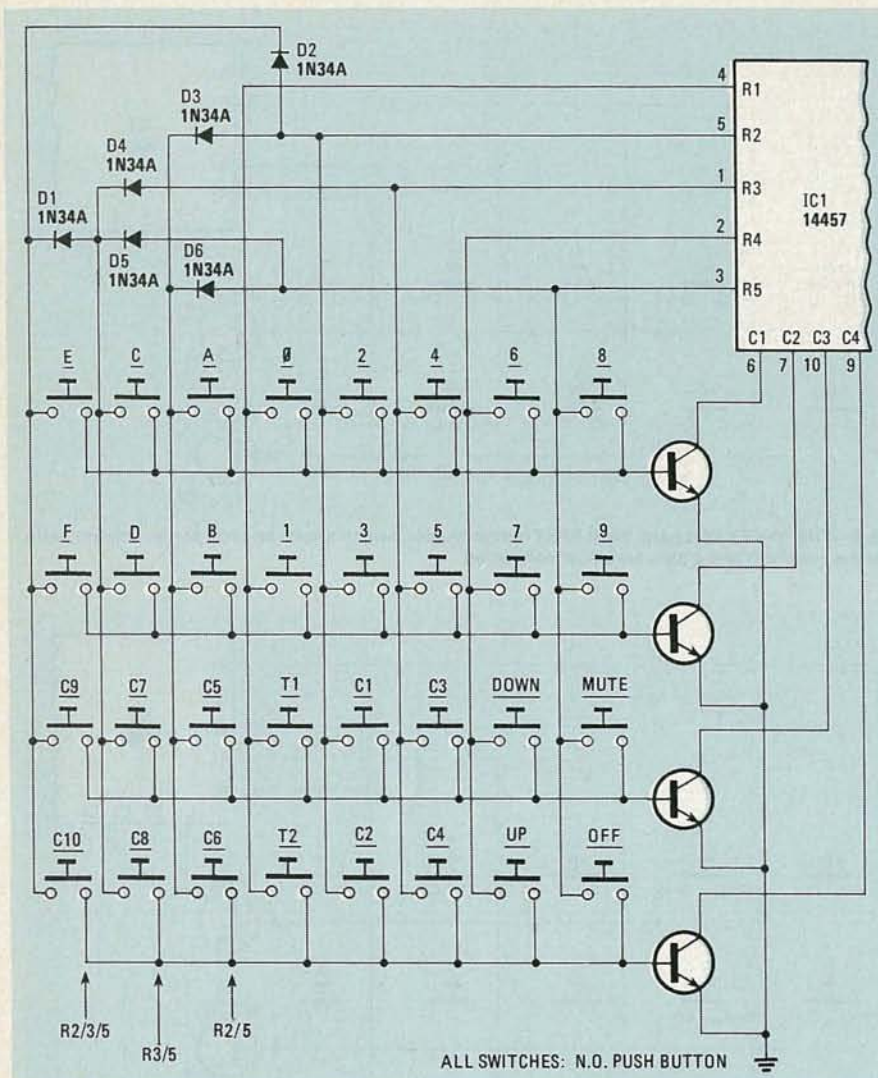 D2
1N34A
D3
1N34A
D4
1N34A
D1
1N34A
D5
1N34A
D6
1N34A
4 R1
5 R2
1 R3
2 R4
3 R5
IC1
14457
C1 C2 C3 C4
6 7 10 9
E C A 0 2 4 6 8
F D B 1 3 5 7 9
C9 C7 C5 T1 C1 C3 DOWN MUTE
C10 C8 C6 T2 C2 C4 UP OFF
R2/3/5
R3/5
R2/5
ALL SWITCHES: N.O. PUSH BUTTON